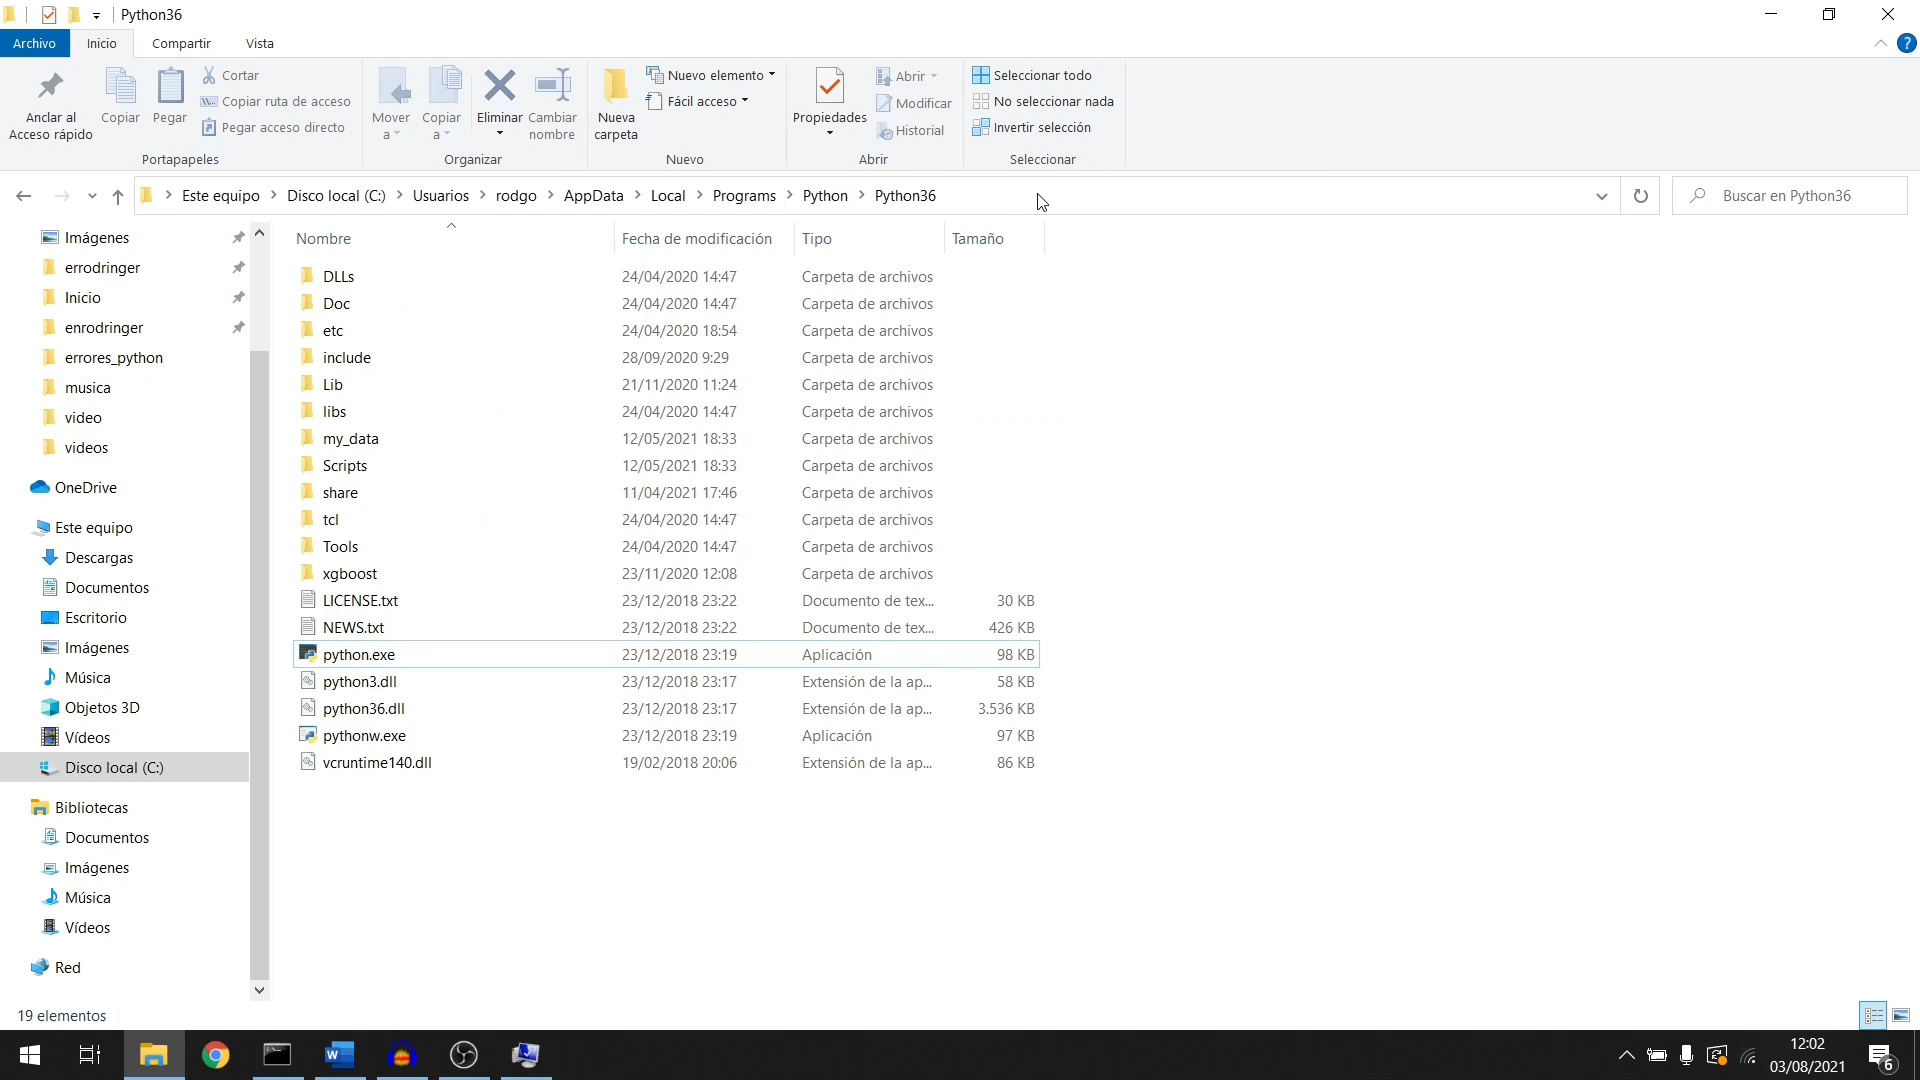 Python36
Archivo Inicio Compartir Vista
?
Anclar al Acceso rápido
Copiar
Pegar
Cortar
Copiar ruta de acceso
Pegar acceso directo
Portapapeles
Mover a
Copiar a
Eliminar
Cambiar nombre
Organizar
Nueva carpeta
Nuevo elemento
Fácil acceso
Nuevo
Propiedades
Abrir
Modificar
Historial
Abrir
Seleccionar todo
No seleccionar nada
Invertir selección
Seleccionar
Este equipo > Disco local (C:) > Usuarios > rodgo > AppData > Local > Programs > Python > Python36
Buscar en Python36
Imágenes
errodringer
Inicio
enrodringer
errores_python
musica
video
videos
OneDrive
Este equipo
Descargas
Documentos
Escritorio
Imágenes
Música
Objetos 3D
Vídeos
Disco local (C:)
Bibliotecas
Documentos
Imágenes
Música
Vídeos
Red
Nombre Fecha de modificación Tipo Tamaño
DLLs 24/04/2020 14:47 Carpeta de archivos
Doc 24/04/2020 14:47 Carpeta de archivos
etc 24/04/2020 18:54 Carpeta de archivos
include 28/09/2020 9:29 Carpeta de archivos
Lib 21/11/2020 11:24 Carpeta de archivos
libs 24/04/2020 14:47 Carpeta de archivos
my_data 12/05/2021 18:33 Carpeta de archivos
Scripts 12/05/2021 18:33 Carpeta de archivos
share 11/04/2021 17:46 Carpeta de archivos
tcl 24/04/2020 14:47 Carpeta de archivos
Tools 24/04/2020 14:47 Carpeta de archivos
xgboost 23/11/2020 12:08 Carpeta de archivos
LICENSE.txt 23/12/2018 23:22 Documento de tex... 30 KB
NEWS.txt 23/12/2018 23:22 Documento de tex... 426 KB
python.exe 23/12/2018 23:19 Aplicación 98 KB
python3.dll 23/12/2018 23:17 Extensión de la ap... 58 KB
python36.dll 23/12/2018 23:17 Extensión de la ap... 3.536 KB
pythonw.exe 23/12/2018 23:19 Aplicación 97 KB
vcruntime140.dll 19/02/2018 20:06 Extensión de la ap... 86 KB
19 elementos
W
12:02
03/08/2021
6